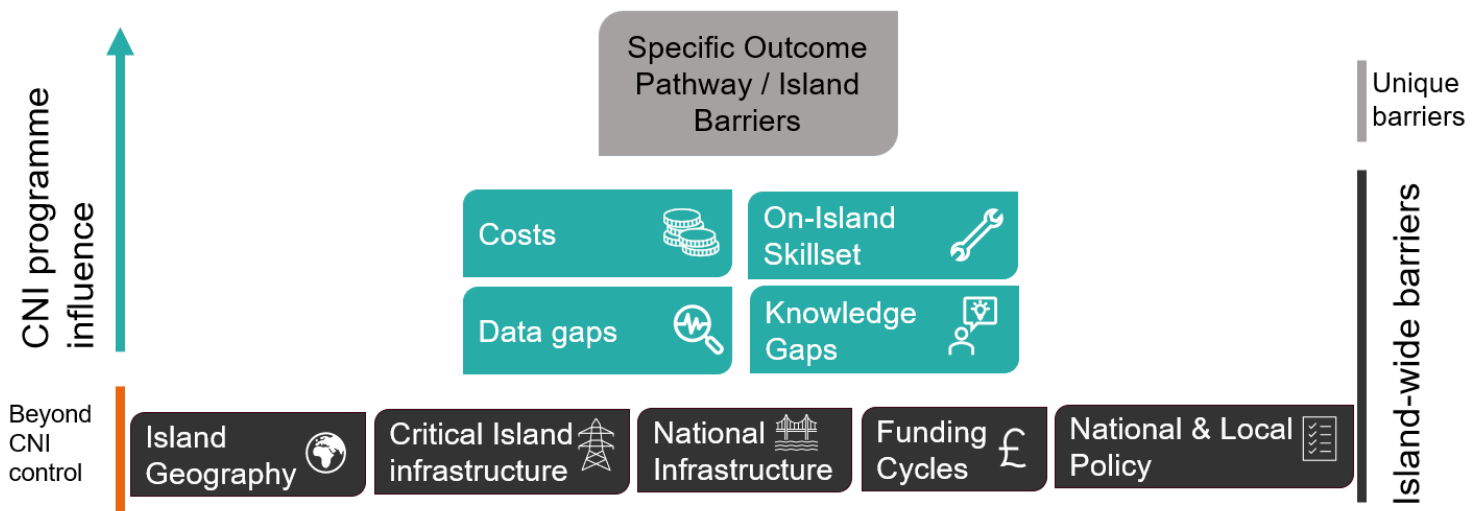 Specific Outcome
Pathway / Island
Barriers
CNI programme
influence
Unique
barriers
Costs
On-Island
Skillset
Data gaps
Knowledge
Gaps
Island-wide barriers
Beyond
CNI
control
Island
Geography
Critical Island
infrastructure
National
Infrastructure
Funding
Cycles
£
National & Local
Policy